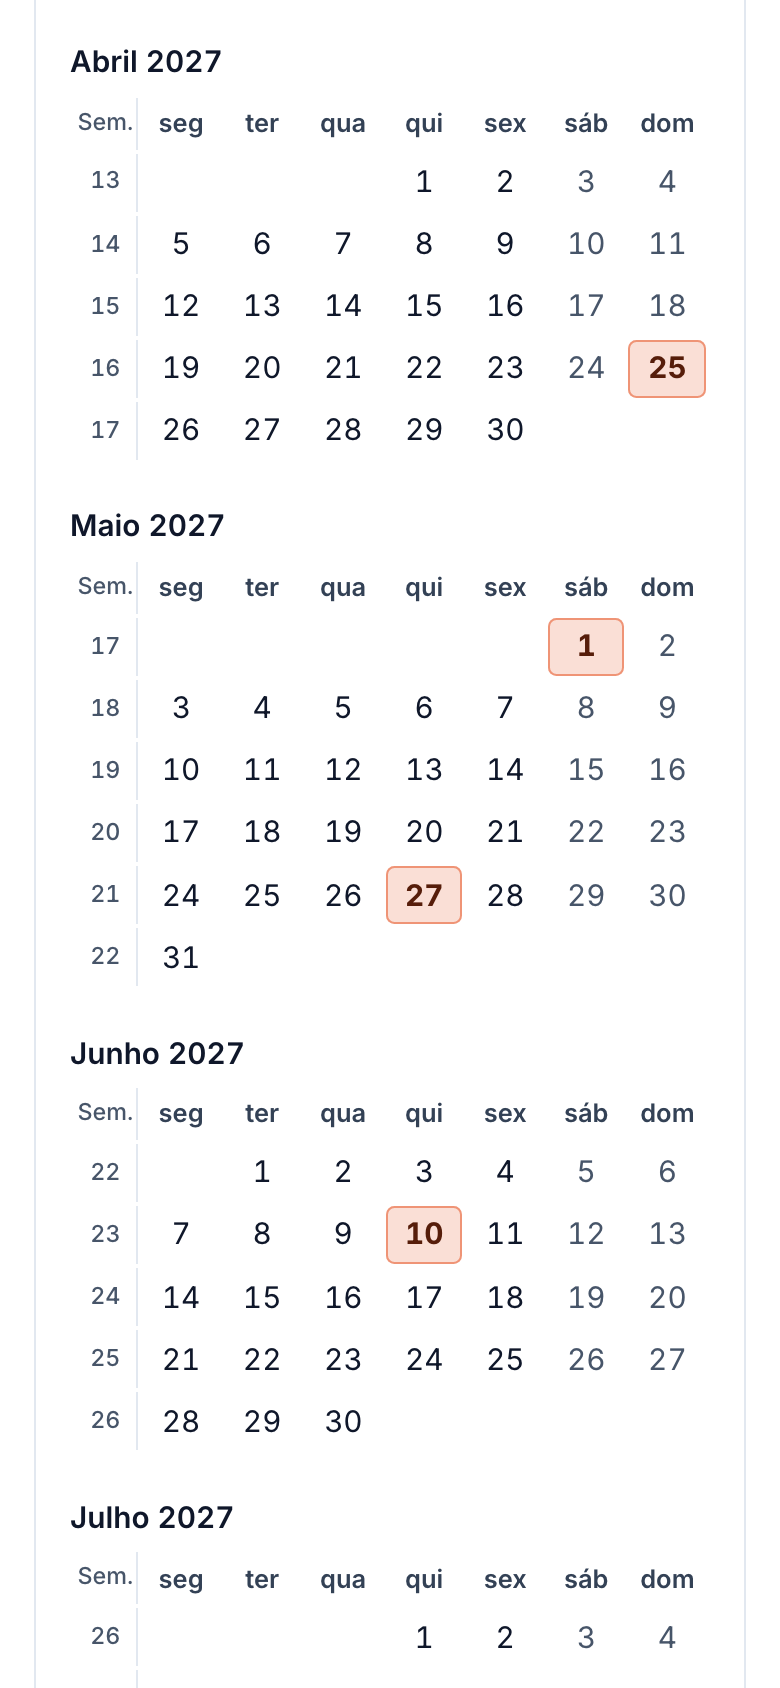 Abril 2027
Sem. seg ter qua qui sex sáb dom
13 1 2 3 4
14 5 6 7 8 9 10 11
15 12 13 14 15 16 17 18
16 19 20 21 22 23 24 25
17 26 27 28 29 30
Maio 2027
Sem. seg ter qua qui sex sáb dom
17 1 2
18 3 4 5 6 7 8 9
19 10 11 12 13 14 15 16
20 17 18 19 20 21 22 23
21 24 25 26 27 28 29 30
22 31
Junho 2027
Sem. seg ter qua qui sex sáb dom
22 1 2 3 4 5 6
23 7 8 9 10 11 12 13
24 14 15 16 17 18 19 20
25 21 22 23 24 25 26 27
26 28 29 30
Julho 2027
Sem. seg ter qua qui sex sáb dom
26 1 2 3 4